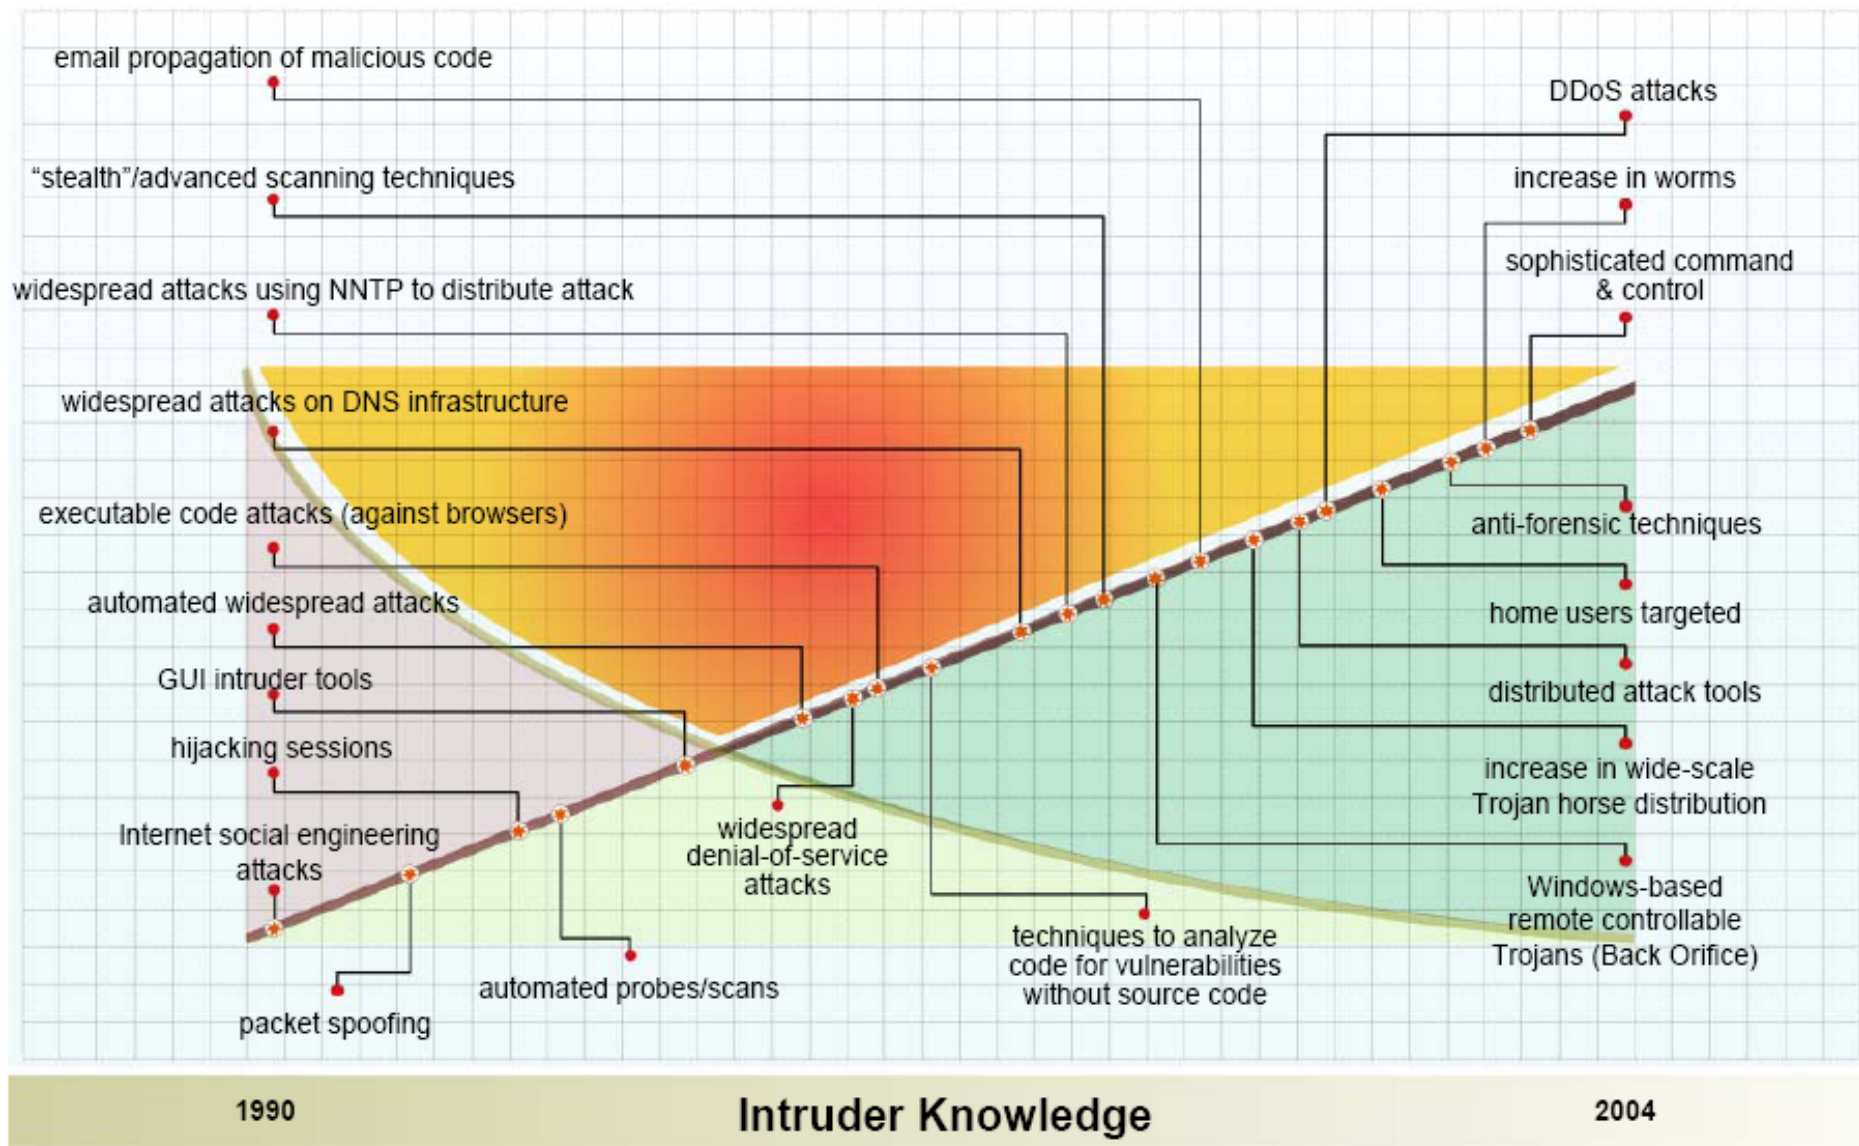 email propagation of malicious code
DDoS attacks
“stealth”/advanced scanning techniques
increase in worms
sophisticated command
& control
widespread attacks using NNTP to distribute attack
widespread attacks on DNS infrastructure
executable code attacks (against browsers)
anti-forensic techniques
automated widespread attacks
home users targeted
GUI intruder tools
distributed attack tools
hijacking sessions
increase in wide-scale
Trojan horse distribution
Internet social engineering
attacks
widespread
denial-of-service
attacks
Windows-based
remote controllable
Trojans (Back Orifice)
techniques to analyze
code for vulnerabilities
without source code
automated probes/scans
packet spoofing
1990
Intruder Knowledge
2004